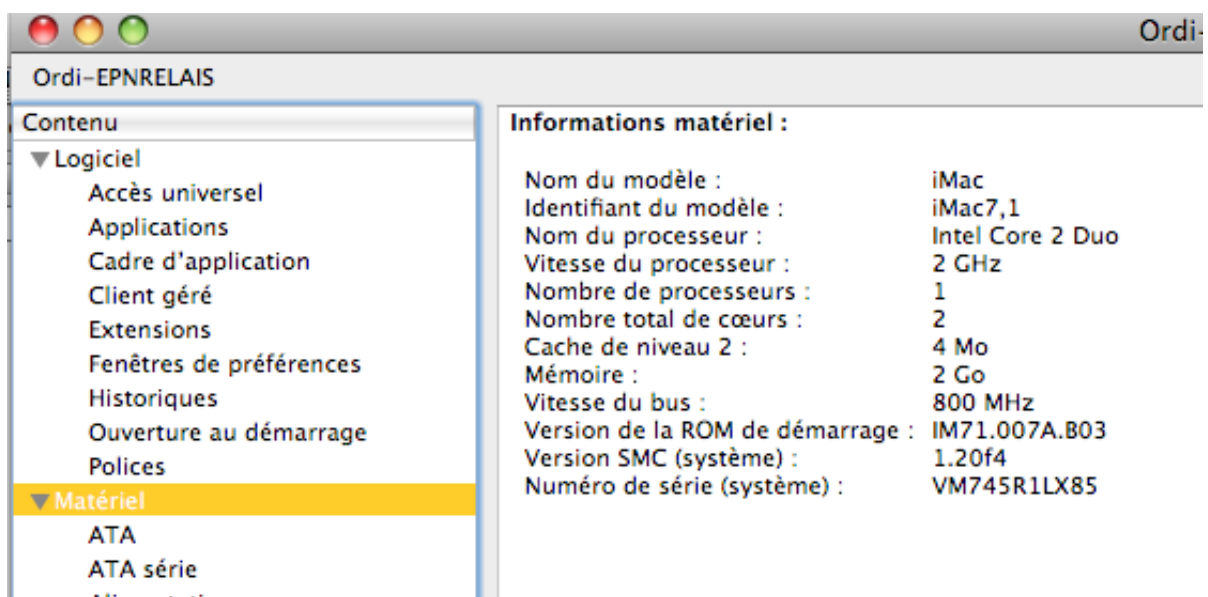 Ordi-
Ordi-EPNRELAIS
Contenu
Logiciel
Accès universel
Applications
Cadre d'application
Client géré
Extensions
Fenêtres de préférences
Historiques
Ouverture au démarrage
Polices
Matériel
ATA
ATA série
Informations matériel :
Nom du modèle : iMac
Identifiant du modèle : iMac7,1
Nom du processeur : Intel Core 2 Duo
Vitesse du processeur : 2 GHz
Nombre de processeurs : 1
Nombre total de cœurs : 2
Cache de niveau 2 : 4 Mo
Mémoire : 2 Go
Vitesse du bus : 800 MHz
Version de la ROM de démarrage : IM71.007A.B03
Version SMC (système) : 1.20f4
Numéro de série (système) : VM745R1LX85